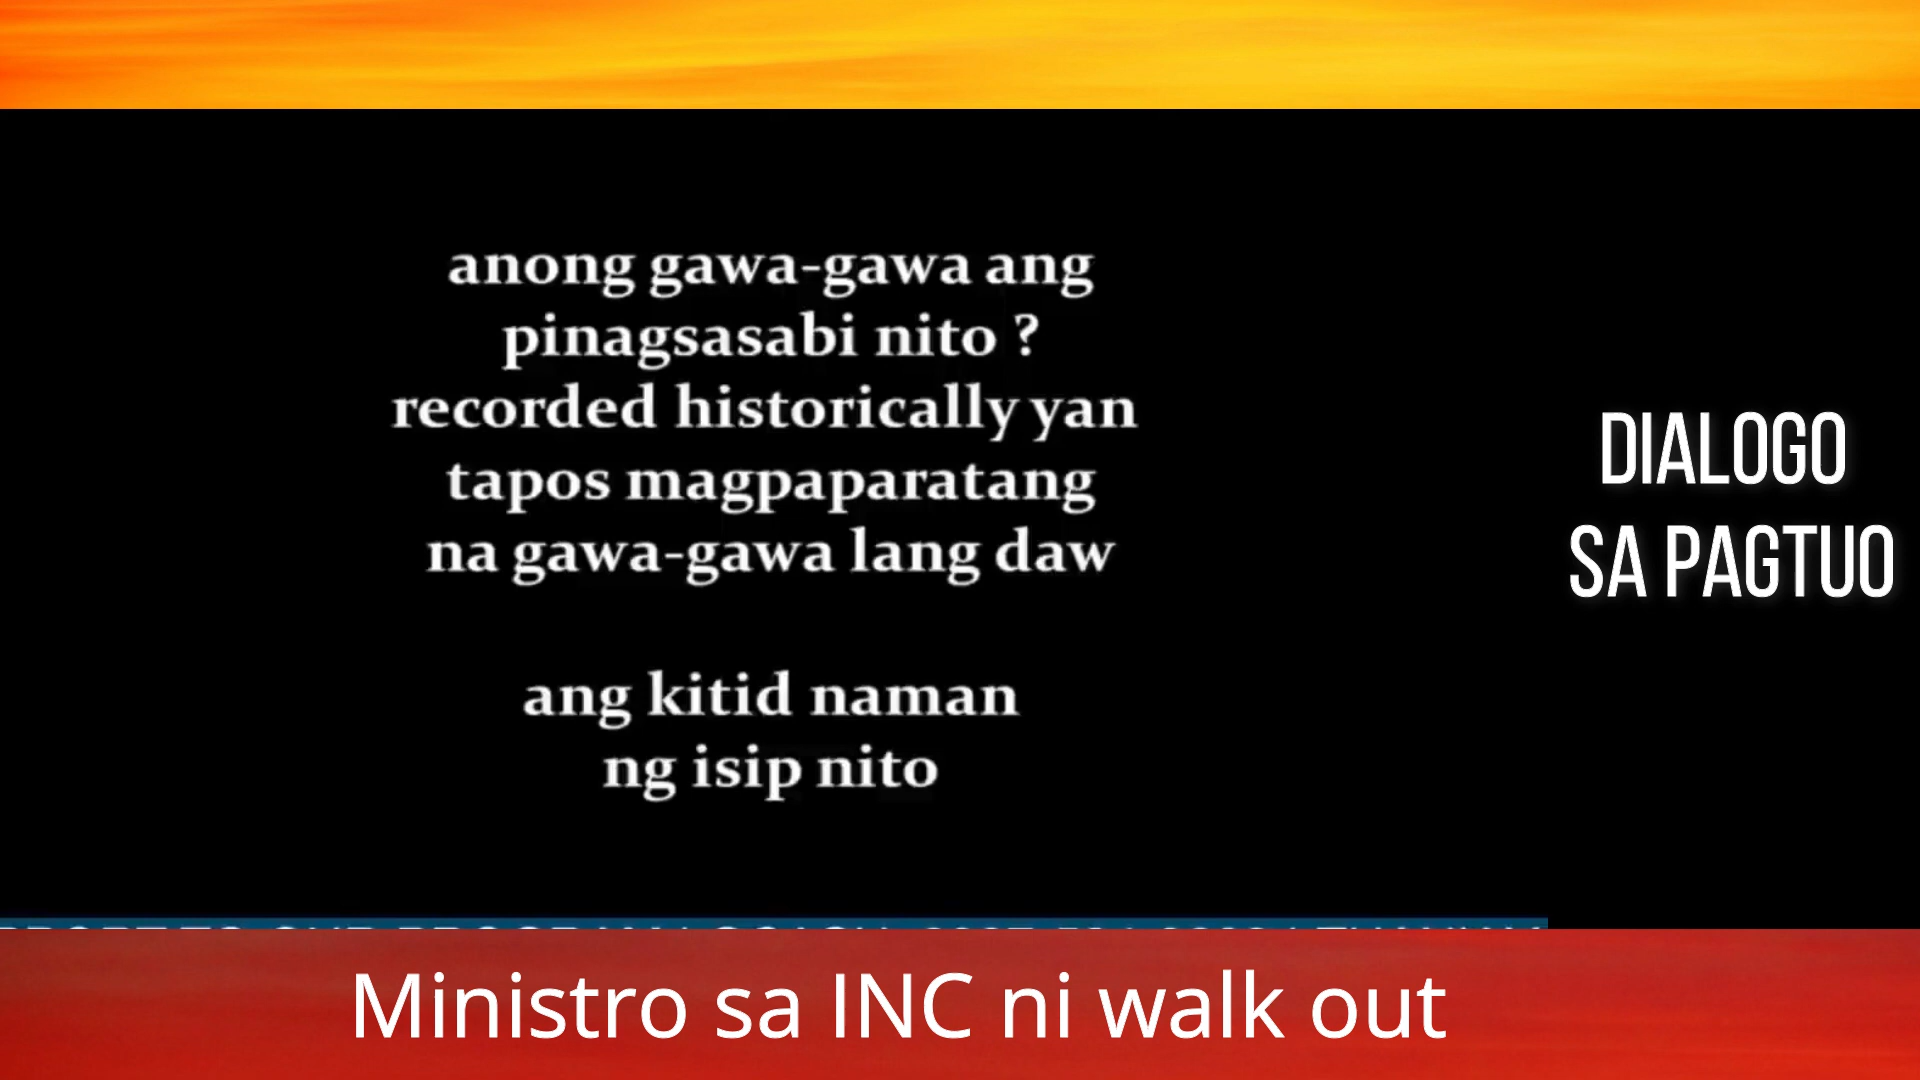 anong gawa-gawa ang
pinagsasabi nito ?
recorded historically yan
tapos magpaparatang
na gawa-gawa lang daw
ang kitid naman
ng isip nito
DIALOGO
SA PAGTUO
Ministro sa INC ni walk out